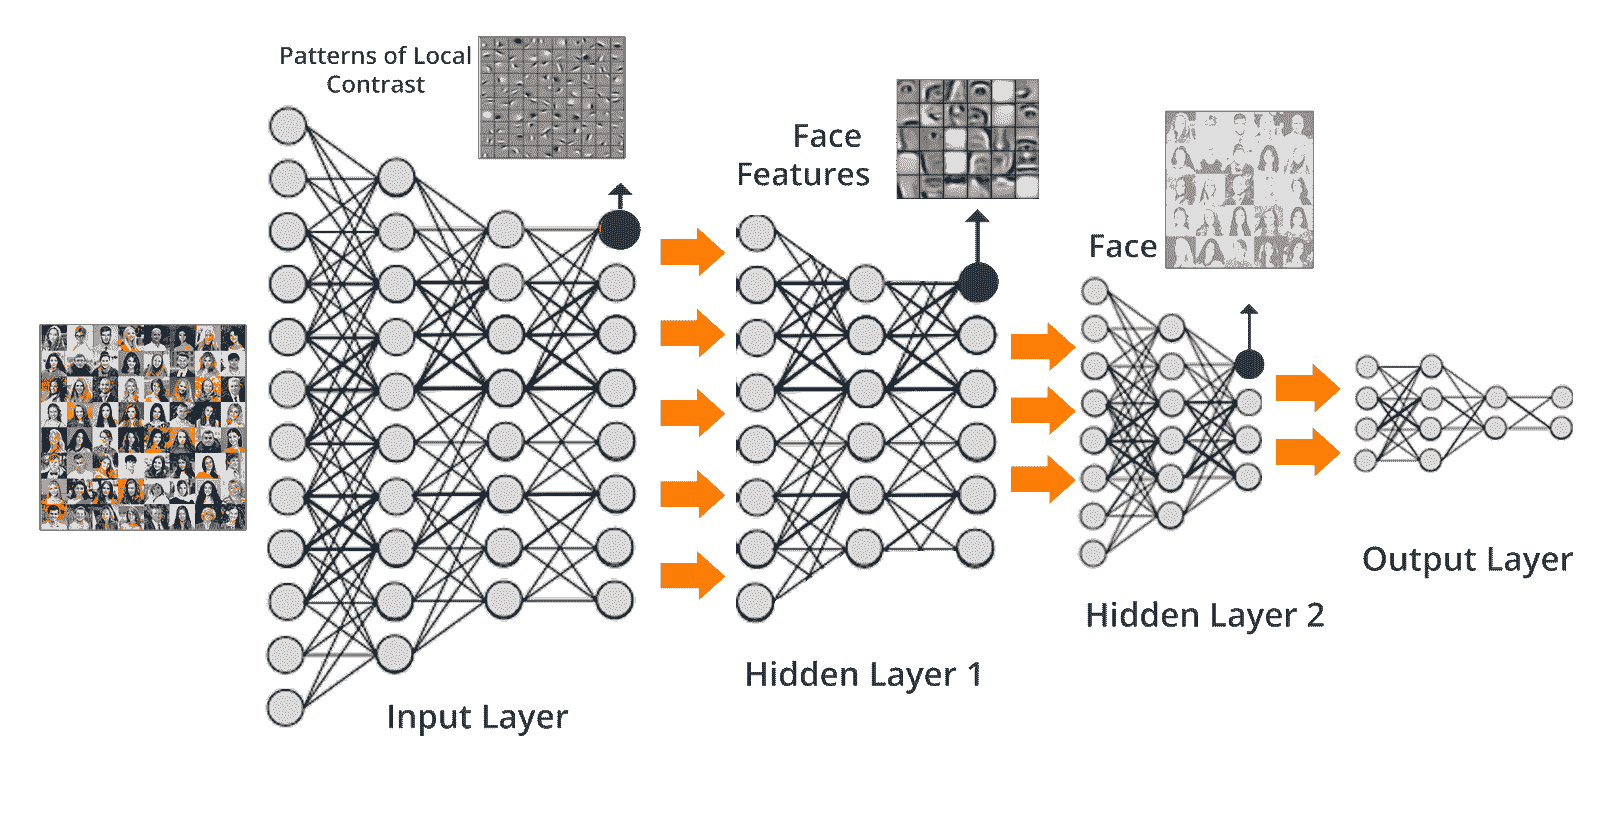 Patterns of Local
Contrast
Face
Features
Face
Input Layer
Hidden Layer 1
Hidden Layer 2
Output Layer